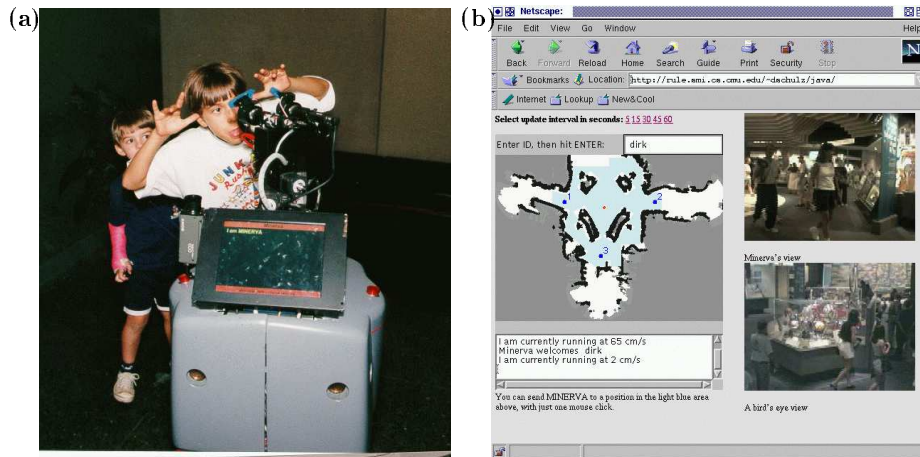 (a)
JUNK
Rush
I am MINERVA
(b)
Netscape:
File Edit View Go Window Help
Back Forward Reload Home Search Guide Print Security Stop
N
Bookmarks Location: http://rule.smi.cs.cmu.edu/~dschulz/java/
Internet Lookup New&Cool
Select update interval in seconds: 5 15 30 45 60
Enter ID, then hit ENTER: dirk
1
2
3
Minerva's view
I am currently running at 65 cm/s
Minerva welcomes dirk
I am currently running at 2 cm/s
You can send MINERVA to a position in the light blue area
above, with just one mouse click.
A bird's eye view